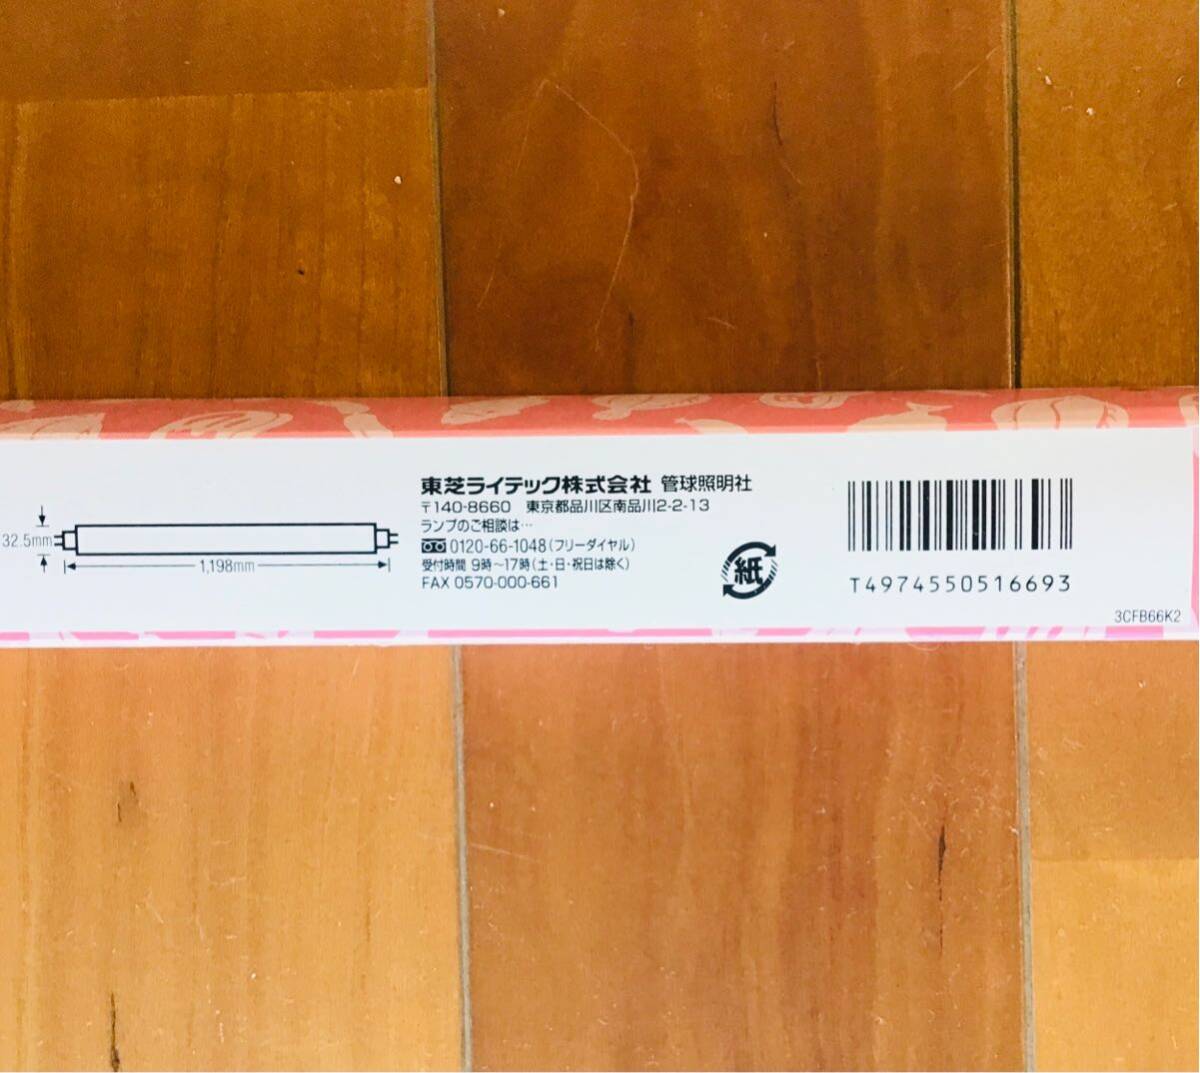 32.5mm
1,198mm
東芝ライテック株式会社 管球照明社
〒140-8660 東京都品川区南品川2-2-13
ランプのご相談は…
0120-66-1048(フリーダイヤル)
受付時間 9時〜17時(土・日・祝日は除く)
FAX 0570-000-661
紙
T4974550516693
3CFB66K2